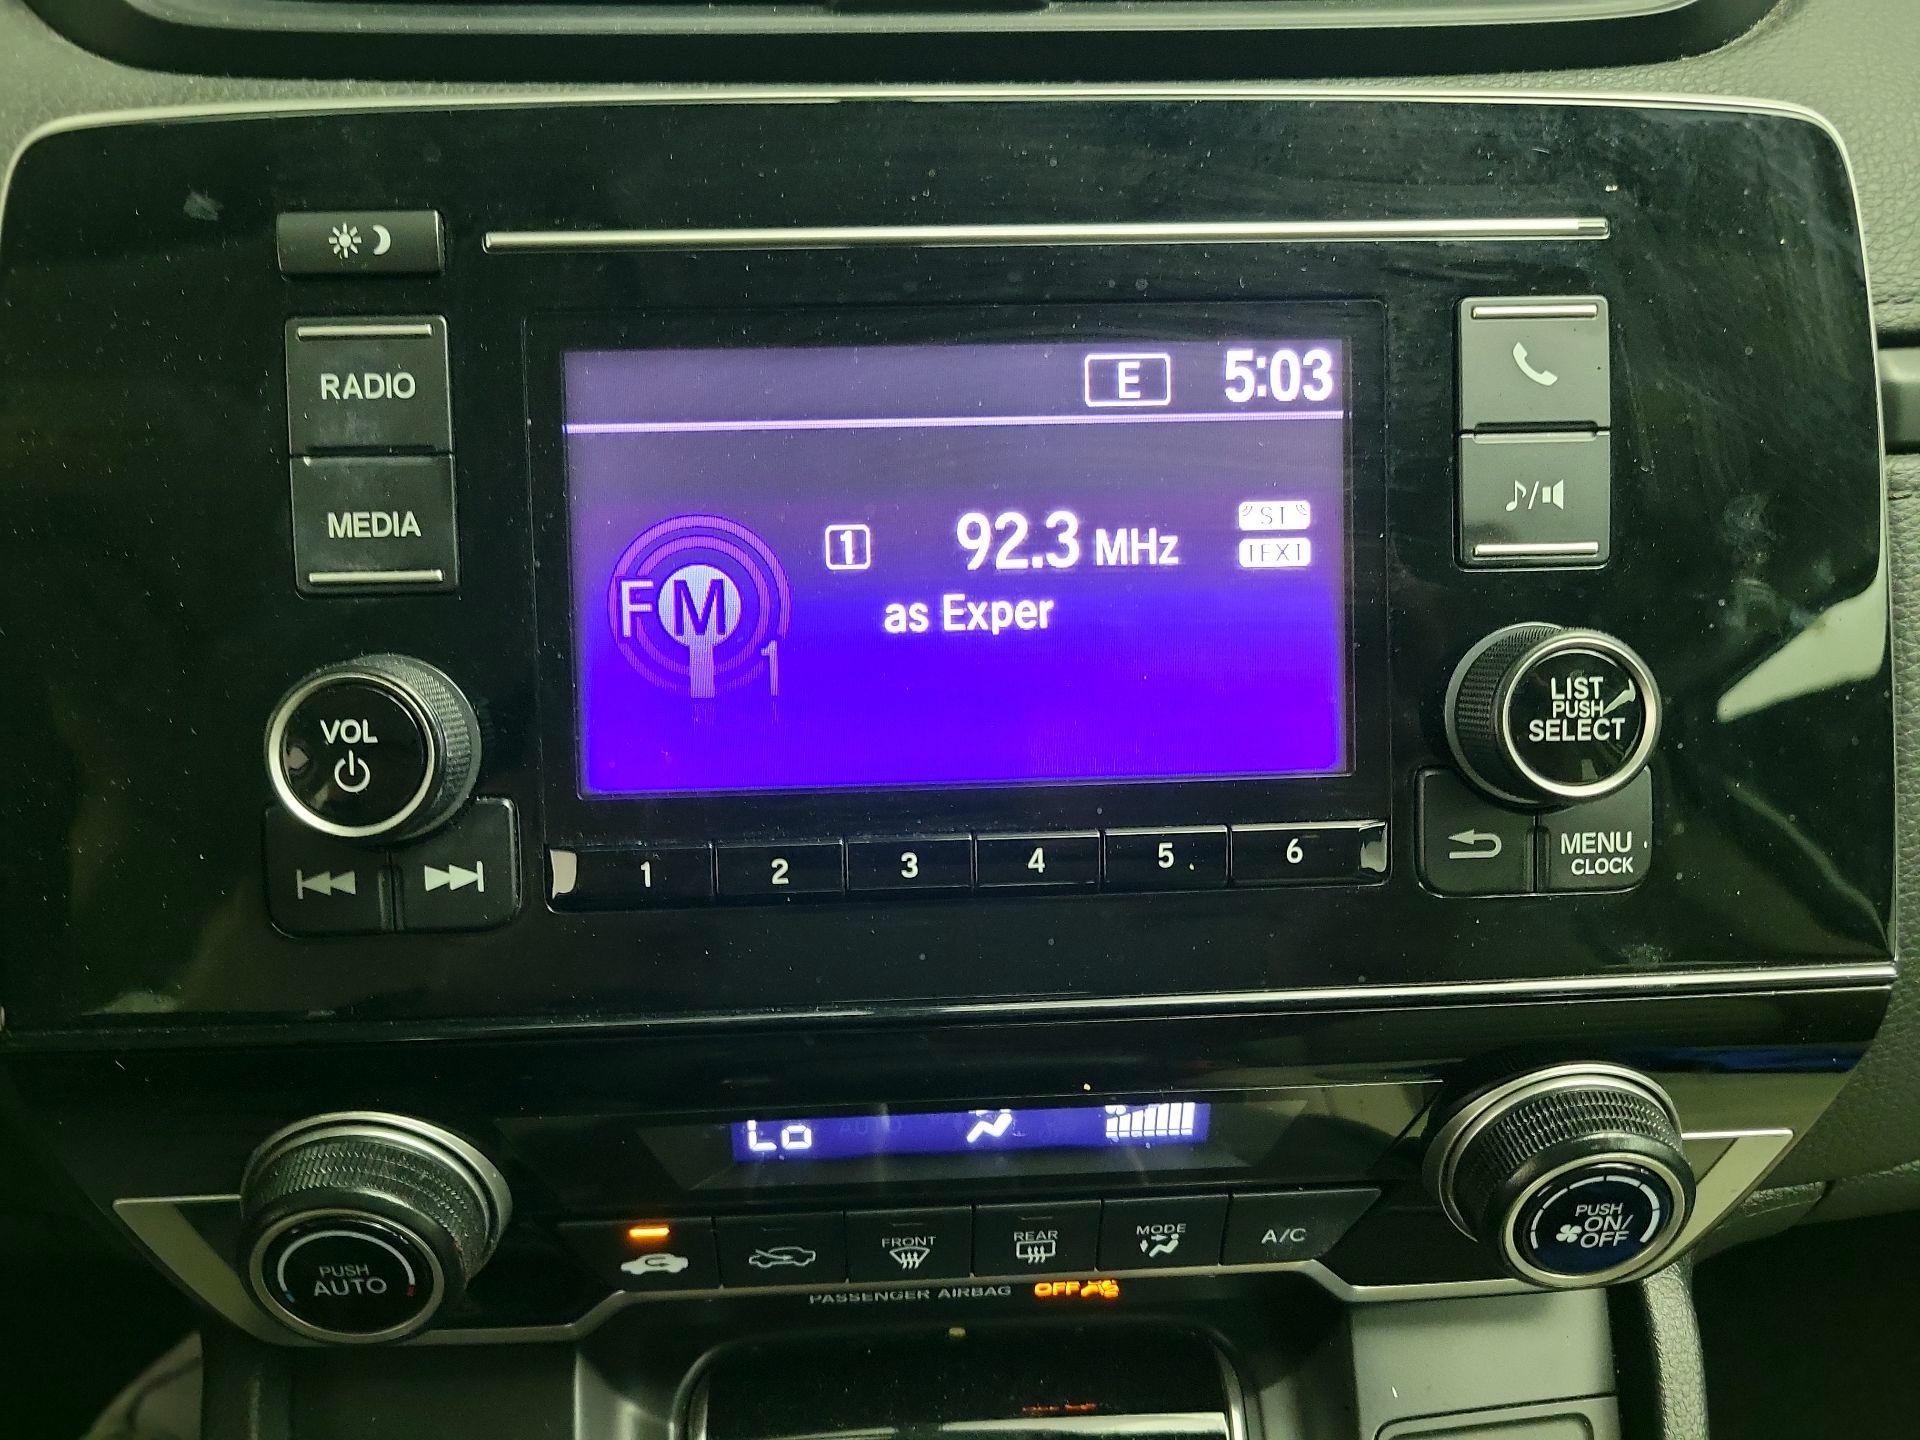 E 5:03
RADIO
MEDIA
1 92.3 MHz ST
TEXT
as Exper
FM
1
VOL
LIST
PUSH
SELECT
1 2 3 4 5 6
MENU
CLOCK
Lo
PUSH
AUTO
FRONT
REAR
MODE
A/C
PUSH
ON/
OFF
PASSENGER AIRBAG OFF